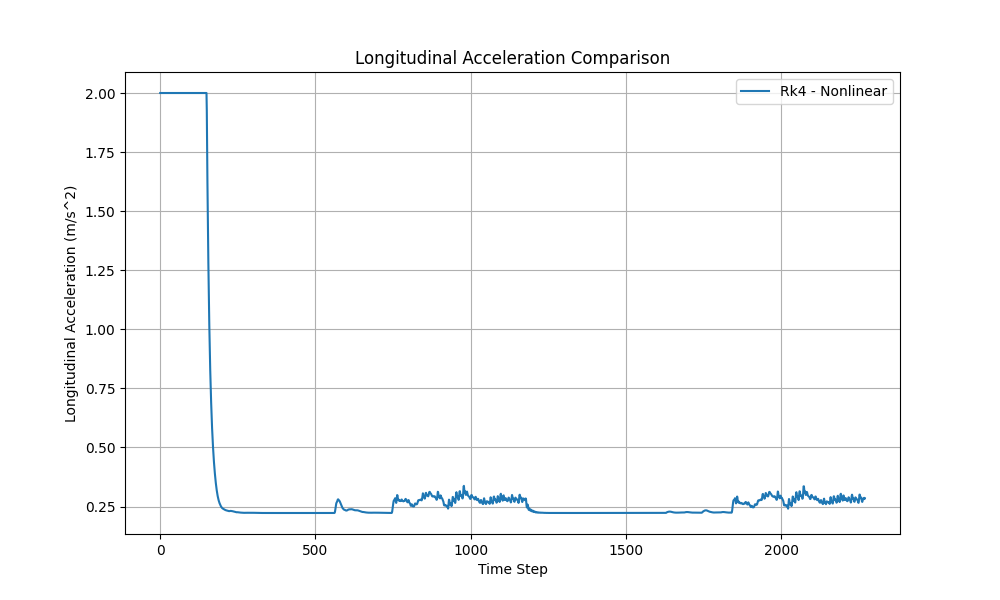 Longitudinal Acceleration Comparison
Rk4 - Nonlinear
Longitudinal Acceleration (m/s^2)
2.00
1.75
1.50
1.25
1.00
0.75
0.50
0.25
0 500 1000 1500 2000
Time Step